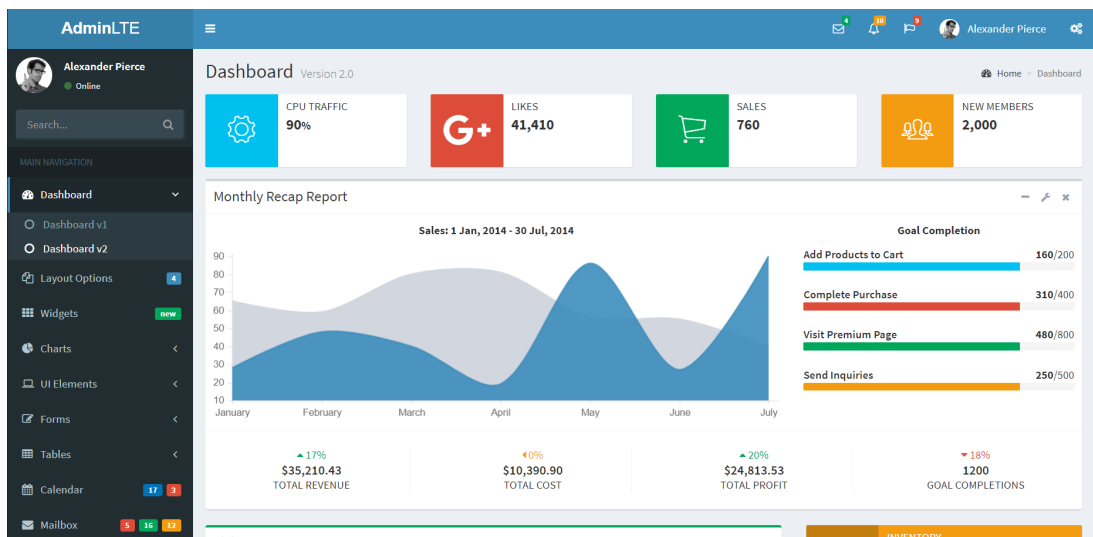 AdminLTE
4
10
9
Alexander Pierce
Alexander Pierce
Online
Search...
MAIN NAVIGATION
Dashboard
Dashboard v1
Dashboard v2
Layout Options 4
Widgets new
Charts
UI Elements
Forms
Tables
Calendar 17 3
Mailbox 5 16 12
Dashboard Version 2.0
Home > Dashboard
CPU TRAFFIC
90%
G+
LIKES
41,410
SALES
760
NEW MEMBERS
2,000
Monthly Recap Report
Sales: 1 Jan, 2014 - 30 Jul, 2014
90
80
70
60
50
40
30
20
10
January February March April May June July
Goal Completion
Add Products to Cart 160/200
Complete Purchase 310/400
Visit Premium Page 480/800
Send Inquiries 250/500
17%
$35,210.43
TOTAL REVENUE
0%
$10,390.90
TOTAL COST
20%
$24,813.53
TOTAL PROFIT
18%
1200
GOAL COMPLETIONS
INVENTORY